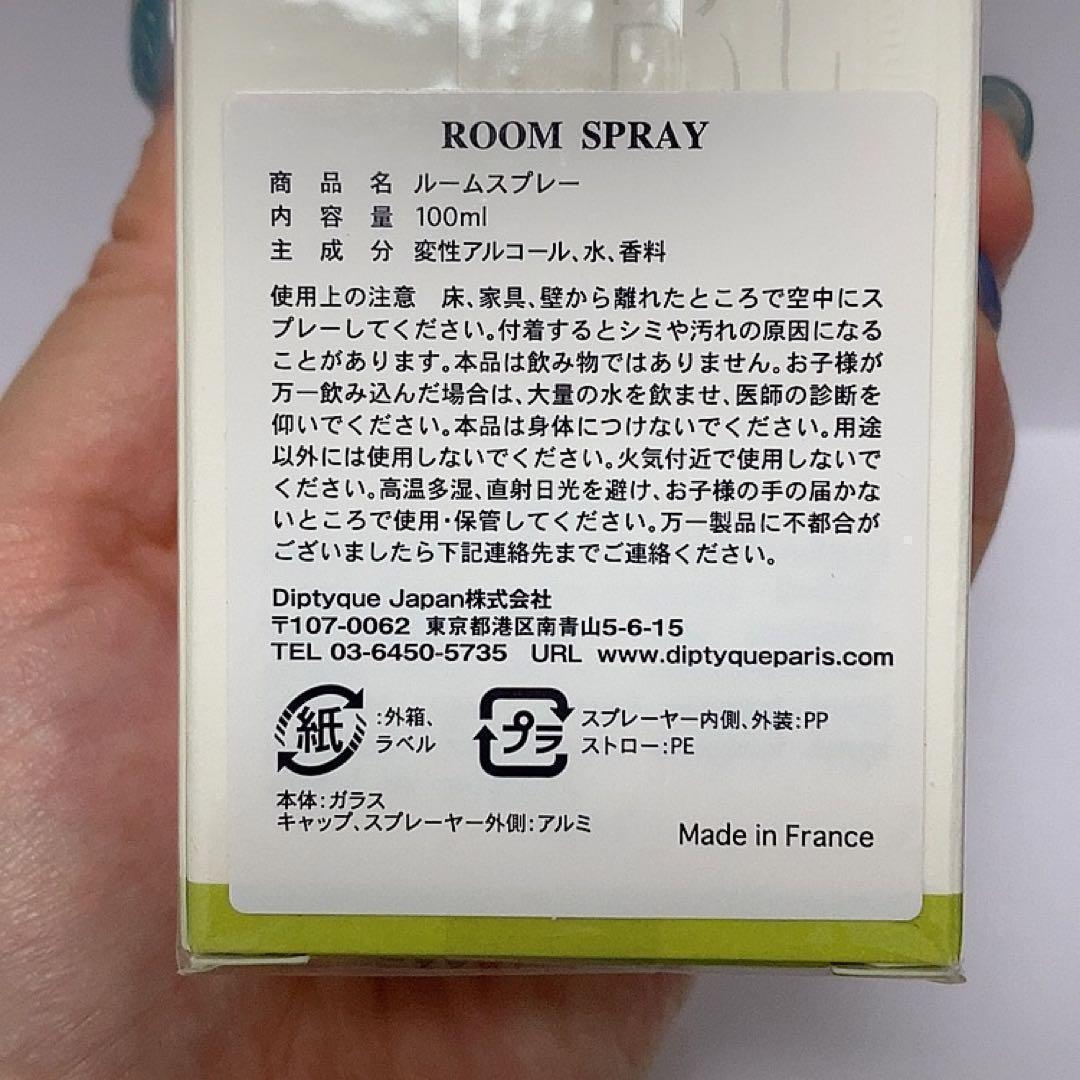 ROOM SPRAY
商品名 ルームスプレー
内容量 100ml
主成分 変性アルコール、水、香料
使用上の注意 床、家具、壁から離れたところで空中にス
プレーしてください。付着するとシミや汚れの原因になる
ことがあります。本品は飲み物ではありません。お子様が
万一飲み込んだ場合は、大量の水を飲ませ、医師の診断を
仰いでください。本品は身体につけないでください。用途
以外には使用しないでください。火気付近で使用しないで
ください。高温多湿、直射日光を避け、お子様の手の届かな
いところで使用・保管してください。万一製品に不都合が
ございましたら下記連絡先までご連絡ください。
Diptyque Japan株式会社
〒107-0062 東京都港区南青山5-6-15
TEL 03-6450-5735 URL www.diptyqueparis.com
紙:外箱、
ラベル
プラ スプレーヤー内側、外装:PP
ストロー:PE
本体:ガラス
キャップ、スプレーヤー外側:アルミ
Made in France